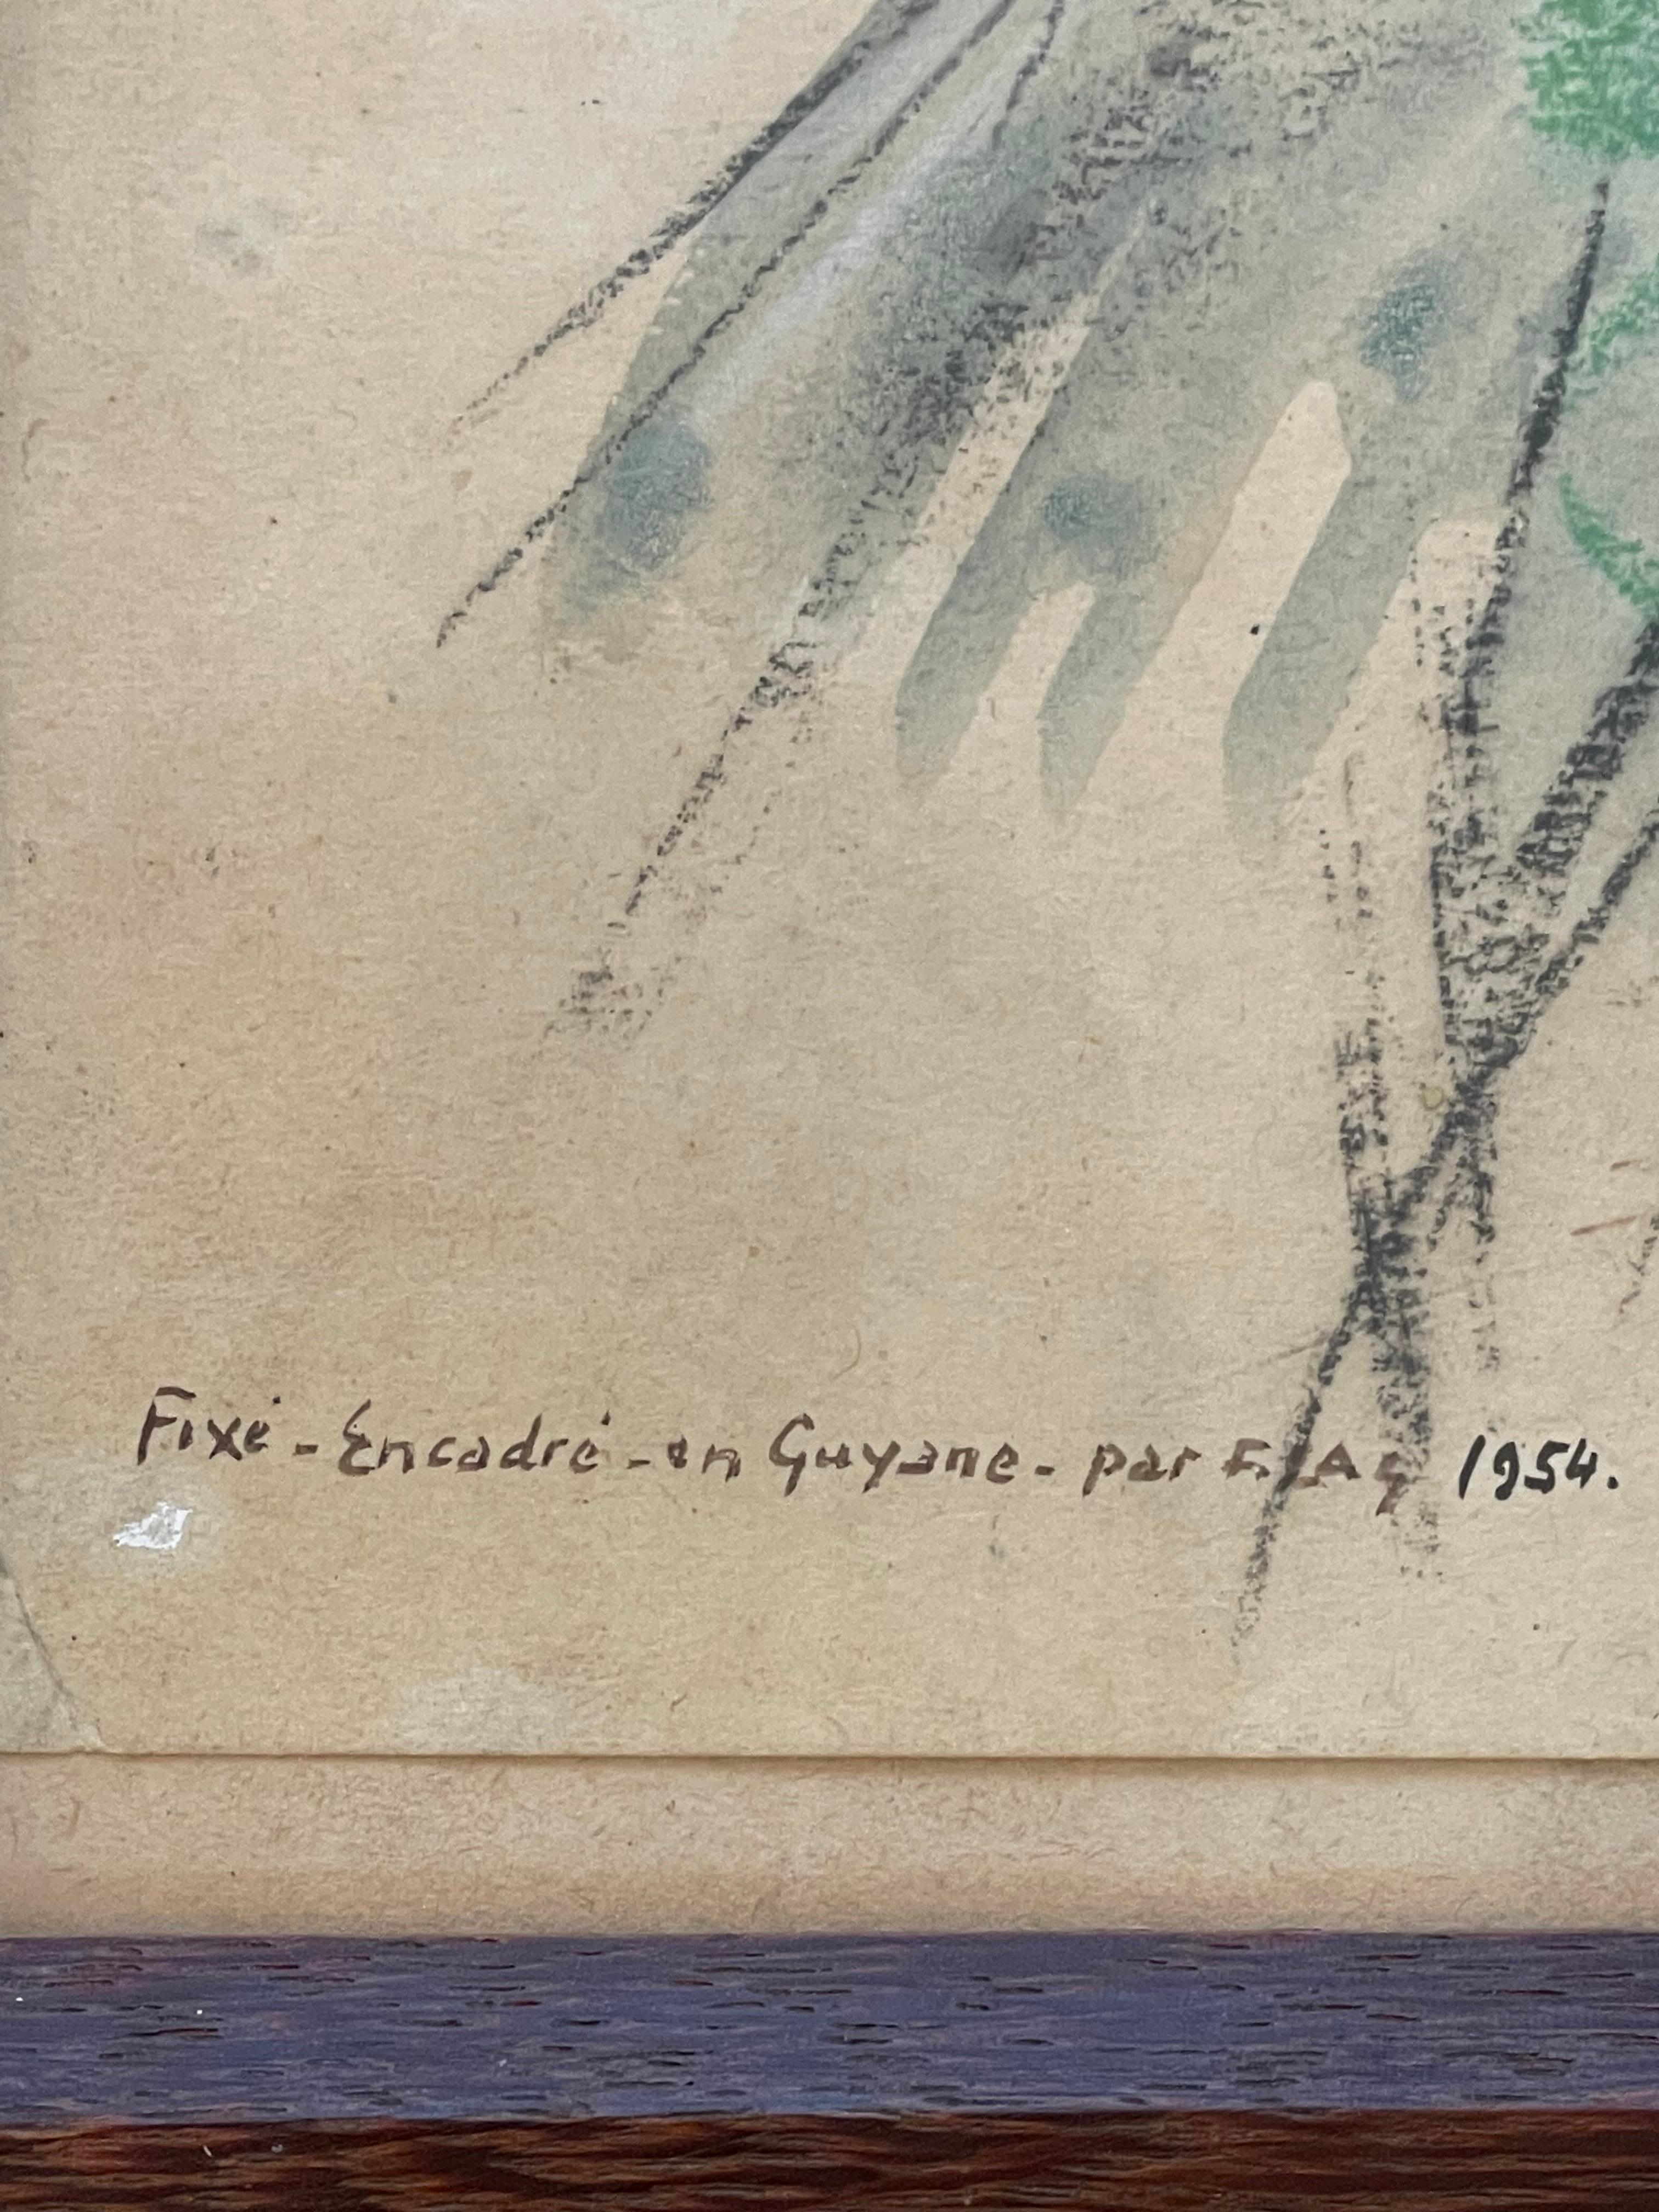 Fixé - Encadré - en Guyane - par 1954.